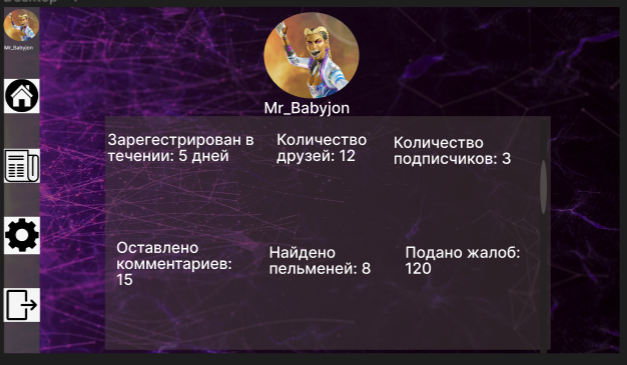 Mr_Babyjon
Mr_Babyjon
Зарегестрирован в
течении: 5 дней
Количество
друзей: 12
Количество
подписчиков: 3
Оставлено
комментариев:
15
Найдено
пельменей: 8
Подано жалоб:
120